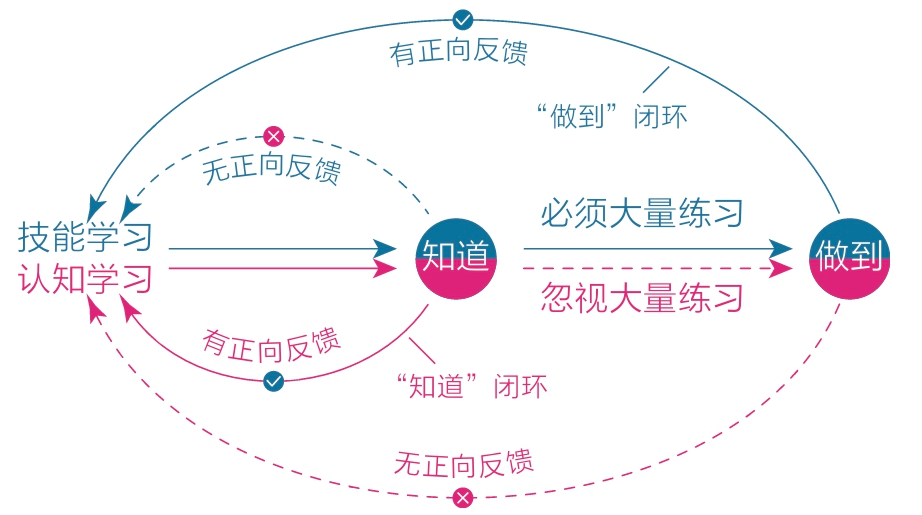 有正向反馈
“做到”闭环
无正向反馈
必须大量练习
技能学习
知道
做到
认知学习
忽视大量练习
有正向反馈
“知道”闭环
无正向反馈